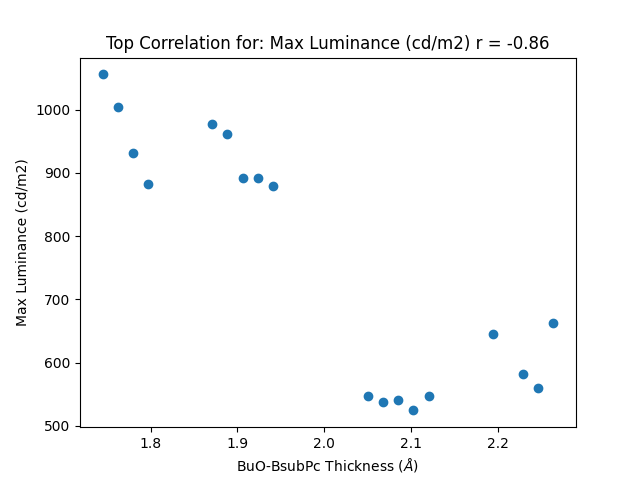 Top Correlation for: Max Luminance (cd/m2) r = -0.86
Max Luminance (cd/m2)
1000
900
800
700
600
500
1.8 1.9 2.0 2.1 2.2
BuO-BsubPc Thickness (Å)